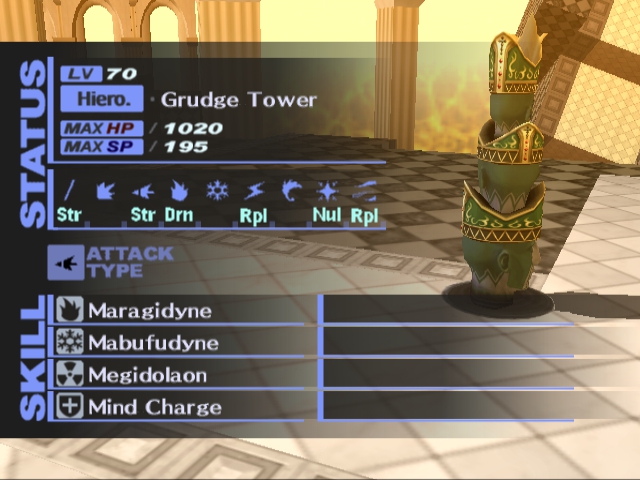 STATUS
LV 70
Hiero. · Grudge Tower
MAX HP / 1020
MAX SP / 195
Str Str Drn Rpl Nul Rpl
ATTACK
TYPE
SKILL
Maragidyne
Mabufudyne
Megidolaon
Mind Charge